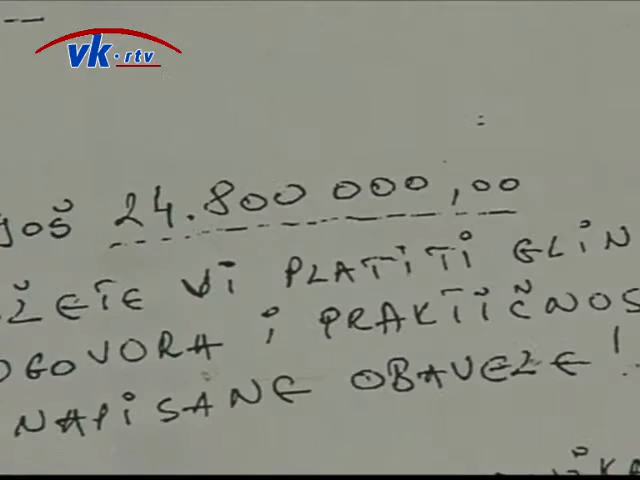 vk·rtv
još 24.800 000,00
ŽETE VI PLATITI GLIN
OGOVORA i PRAKTIČNOS
NAPISANE OBAVEZE!